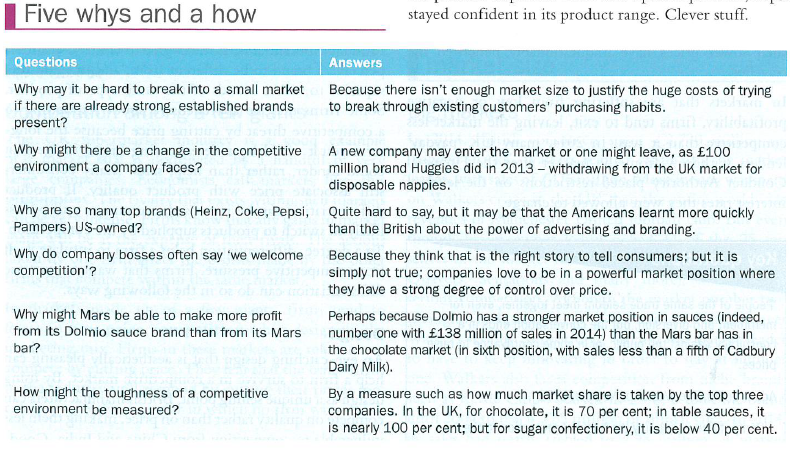 Five whys and a how
stayed confident in its product range. Clever stuff.
Questions
Answers
Why may it be hard to break into a small market
if there are already strong, established brands
present?
Because there isn't enough market size to justify the huge costs of trying
to break through existing customers' purchasing habits.
Why might there be a change in the competitive
environment a company faces?
A new company may enter the market or one might leave, as £100
million brand Huggies did in 2013 – withdrawing from the UK market for
disposable nappies.
Why are so many top brands (Heinz, Coke, Pepsi,
Pampers) US-owned?
Quite hard to say, but it may be that the Americans learnt more quickly
than the British about the power of advertising and branding.
Why do company bosses often say 'we welcome
competition'?
Because they think that is the right story to tell consumers; but it is
simply not true; companies love to be in a powerful market position where
they have a strong degree of control over price.
Why might Mars be able to make more profit
from its Dolmio sauce brand than from its Mars
bar?
Perhaps because Dolmio has a stronger market position in sauces (indeed,
number one with £138 million of sales in 2014) than the Mars bar has in
the chocolate market (in sixth position, with sales less than a fifth of Cadbury
Dairy Milk).
How might the toughness of a competitive
environment be measured?
By a measure such as how much market share is taken by the top three
companies. In the UK, for chocolate, it is 70 per cent; in table sauces, it
is nearly 100 per cent; but for sugar confectionery, it is below 40 per cent.